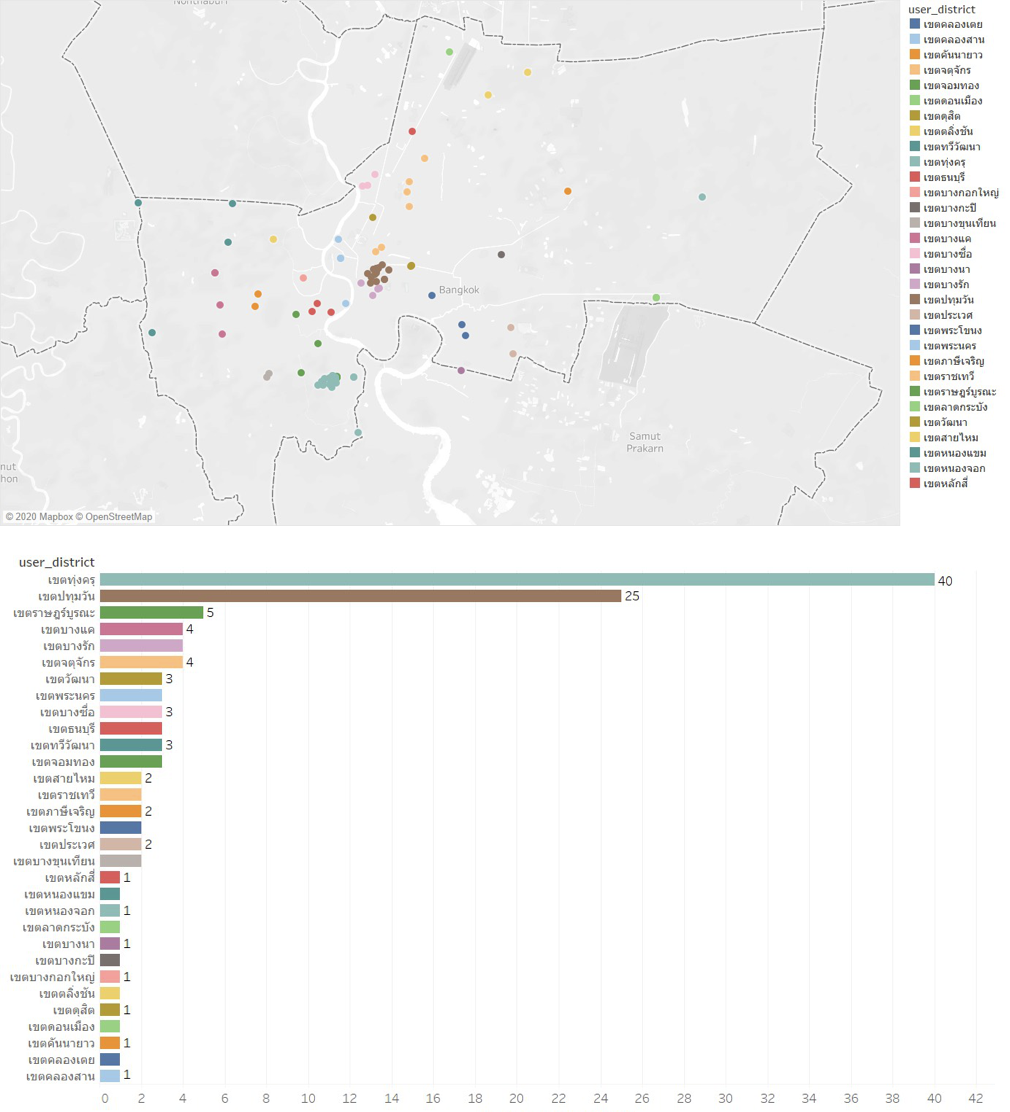 Nonthaburi
Bangkok
Samut
Prakarn
nut
hon
© 2020 Mapbox © OpenStreetMap
user_district
เขตคลองเตย
เขตคลองสาน
เขตคันนายาว
เขตจตุจักร
เขตจอมทอง
เขตดอนเมือง
เขตดุสิต
เขตตลิ่งชัน
เขตทวีวัฒนา
เขตทุ่งครุ
เขตธนบุรี
เขตบางกอกใหญ่
เขตบางกะปิ
เขตบางขุนเทียน
เขตบางแค
เขตบางซื่อ
เขตบางนา
เขตบางรัก
เขตปทุมวัน
เขตประเวศ
เขตพระโขนง
เขตพระนคร
เขตภาษีเจริญ
เขตราชเทวี
เขตราษฎร์บูรณะ
เขตลาดกระบัง
เขตวัฒนา
เขตสายไหม
เขตหนองแขม
เขตหนองจอก
เขตหลักสี่
user_district
เขตทุ่งครุ 40
เขตปทุมวัน 25
เขตราษฎร์บูรณะ 5
เขตบางแค 4
เขตบางรัก
เขตจตุจักร 4
เขตวัฒนา 3
เขตพระนคร
เขตบางซื่อ 3
เขตธนบุรี
เขตทวีวัฒนา 3
เขตจอมทอง
เขตสายไหม 2
เขตราชเทวี
เขตภาษีเจริญ 2
เขตพระโขนง
เขตประเวศ 2
เขตบางขุนเทียน
เขตหลักสี่ 1
เขตหนองแขม
เขตหนองจอก 1
เขตลาดกระบัง
เขตบางนา 1
เขตบางกะปิ
เขตบางกอกใหญ่ 1
เขตตลิ่งชัน
เขตดุสิต 1
เขตดอนเมือง
เขตคันนายาว 1
เขตคลองเตย
เขตคลองสาน 1
0 2 4 6 8 10 12 14 16 18 20 22 24 26 28 30 32 34 36 38 40 42